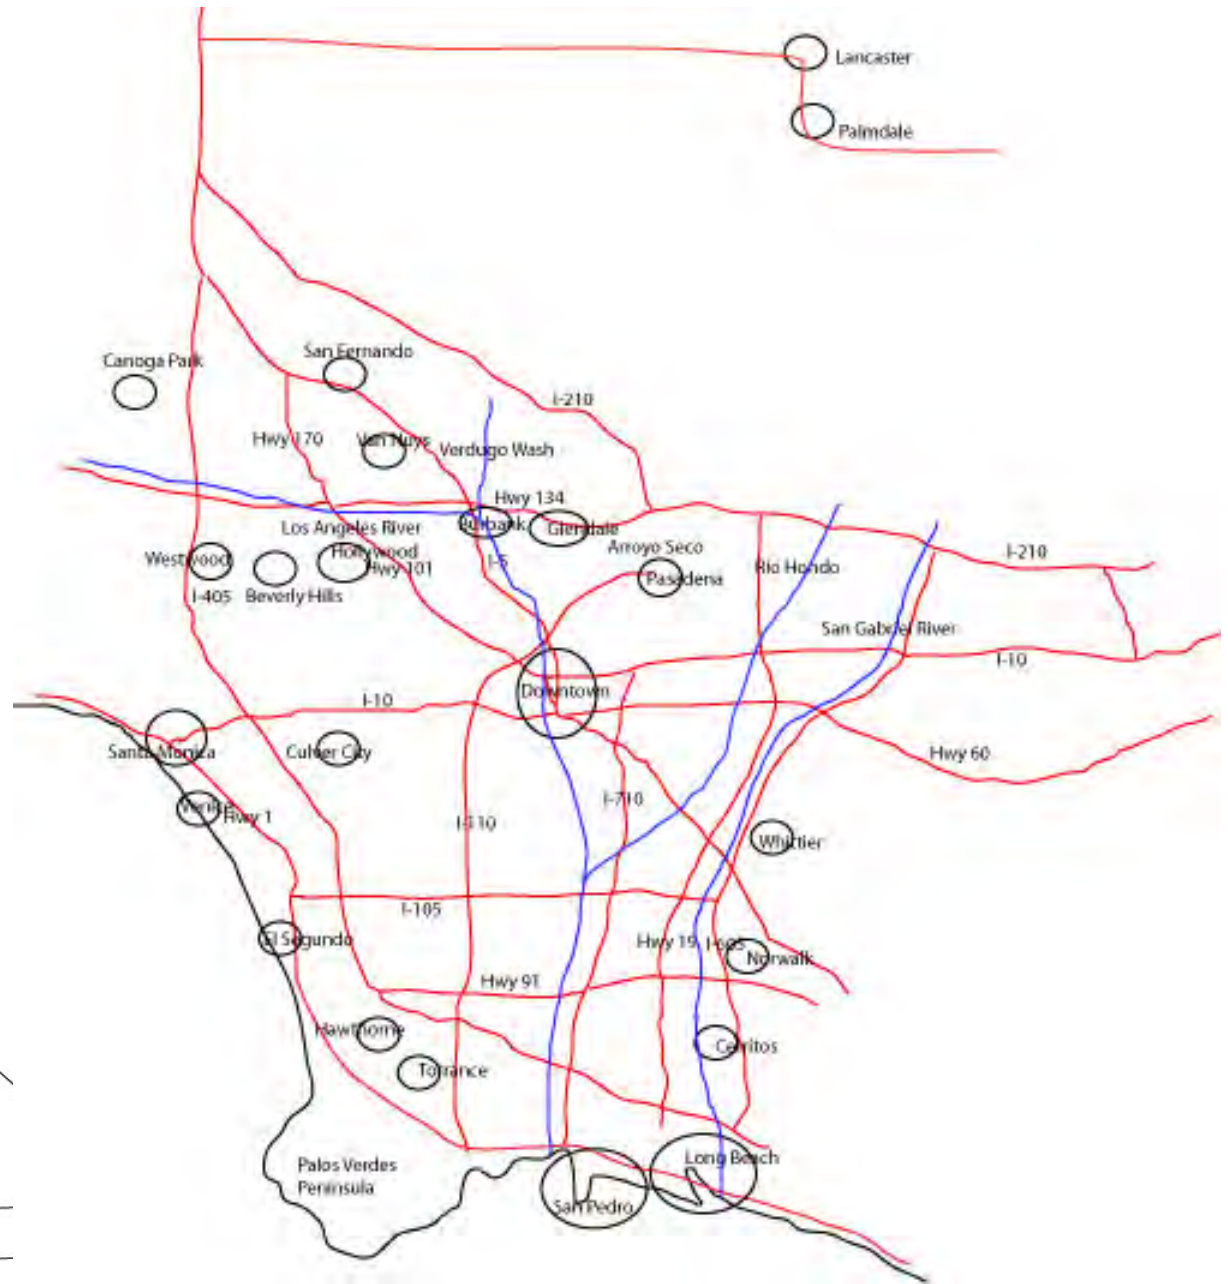 Lancaster
Palmdale
San Fernando
Canoga Park
I-210
Hwy 170
Van Nuys
Verdugo Wash
Hwy 134
Burbank
Glendale
Los Angeles River
Arroyo Seco
I-210
Hollywood
Westwood
I-5
Hwy 101
Rio Hondo
Pasadena
I-405
Beverly Hills
San Gabriel River
I-10
Downtown
I-10
Santa Monica
Culver City
Hwy 60
I-710
Venice
Hwy 1
I-110
Whittier
I-105
El Segundo
Hwy 19
I-605
Norwalk
Hwy 91
Hawthorne
Cerritos
Torrance
Long Beach
Palos Verdes
Peninsula
San Pedro